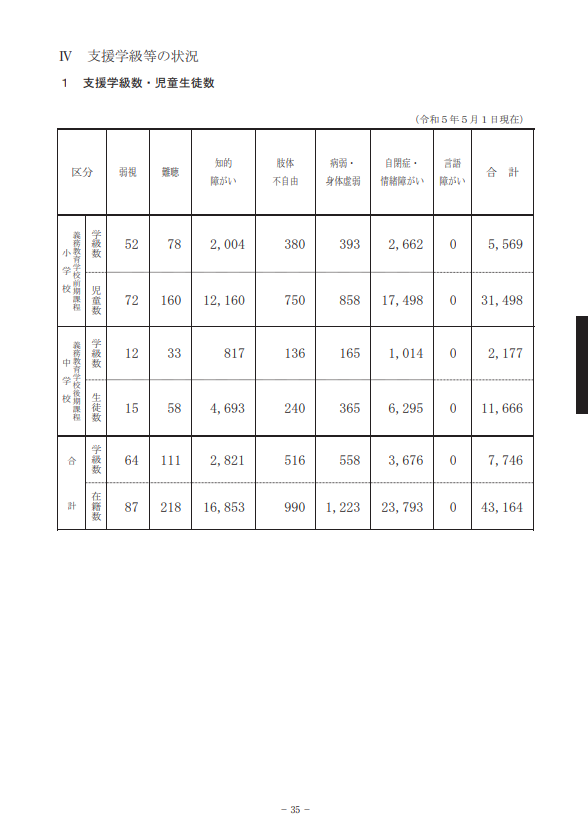 Ⅳ 支援学級等の状況
1 支援学級数・児童生徒数
（令和５年５月１日現在）
区分 弱視 難聴 知的障がい 肢体不自由 病弱・身体虚弱 自閉症・情緒障がい 言語障がい 合計
小学校 義務教育学校前期課程 学級数 52 78 2,004 380 393 2,662 0 5,569
児童数 72 160 12,160 750 858 17,498 0 31,498
中学校 義務教育学校後期課程 学級数 12 33 817 136 165 1,014 0 2,177
生徒数 15 58 4,693 240 365 6,295 0 11,666
合計 学級数 64 111 2,821 516 558 3,676 0 7,746
在籍数 87 218 16,853 990 1,223 23,793 0 43,164
－ 35 －